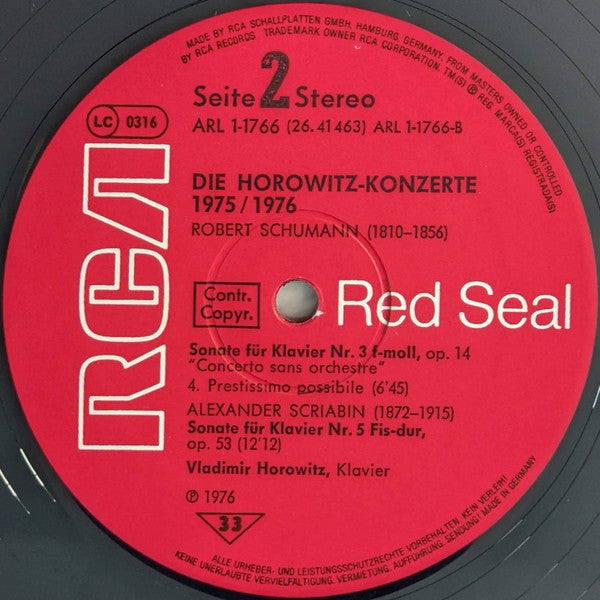 MADE BY RCA SCHALLPLATTEN GMBH, HAMBURG, GERMANY, FROM MASTERS OWNED OR CONTROLLED
BY RCA RECORDS TRADEMARK OWNER RCA CORPORATION, TM(S) ® REG. MARCA(S) REGISTRADA(S)
Seite 2 Stereo
LC 0316
ARL 1-1766 (26.41463) ARL 1-1766-B
RCA
DIE HOROWITZ-KONZERTE
1975/1976
ROBERT SCHUMANN (1810–1856)
Contr.
Copyr.
Red Seal
Sonate für Klavier Nr. 3 f-moll, op. 14
"Concerto sans orchestre"
4. Prestissimo possibile (6'45)
ALEXANDER SCRIABIN (1872–1915)
Sonate für Klavier Nr. 5 Fis-dur,
op. 53 (12'12)
Vladimir Horowitz, Klavier
℗ 1976
33
ALLE URHEBER- UND LEISTUNGSSCHUTZRECHTE VORBEHALTEN. KEIN VERLEIH!
KEINE UNERLAUBTE VERVIELFÄLTIGUNG, VERMIETUNG, AUFFÜHRUNG, SENDUNG! MADE IN GERMANY